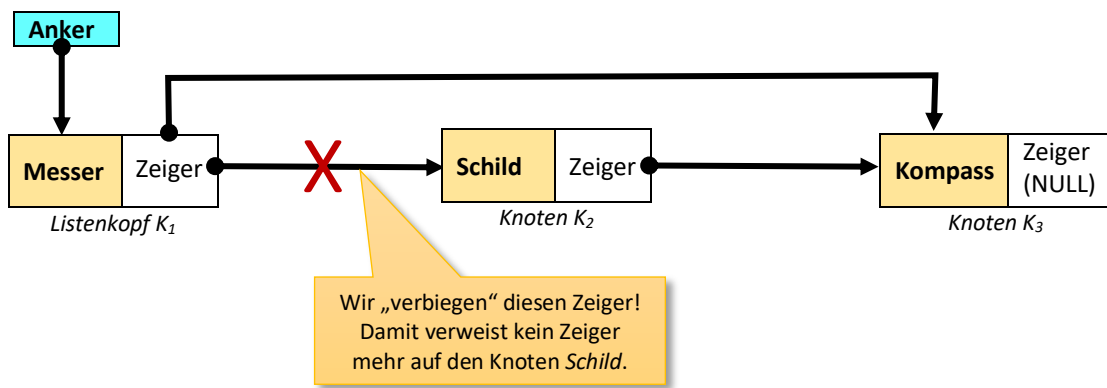 Anker
Messer
Zeiger
Listenkopf K₁
Schild
Zeiger
Knoten K₂
Kompass
Zeiger
(NULL)
Knoten K₃
Wir „verbiegen“ diesen Zeiger!
Damit verweist kein Zeiger
mehr auf den Knoten Schild.